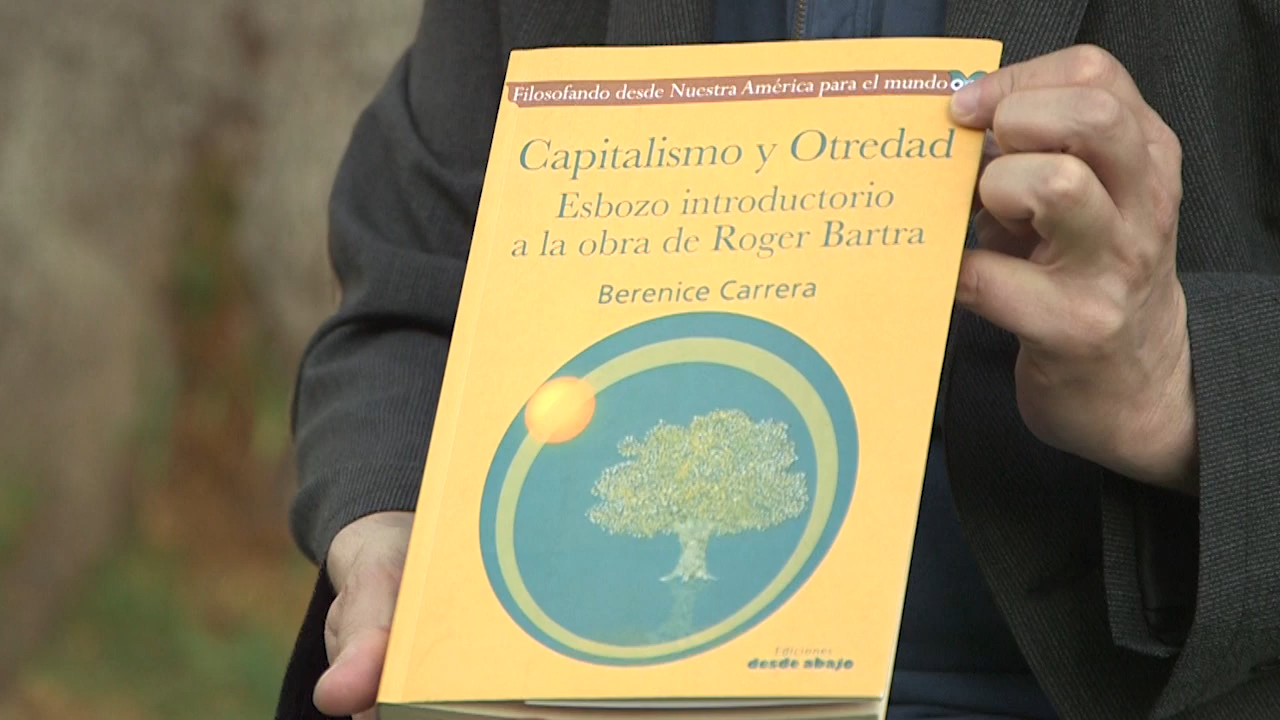 Filosofando desde Nuestra América para el mundo
Capitalismo y Otredad
Esbozo introductorio
a la obra de Roger Bartra
Berenice Carrera
Ediciones
desde abajo